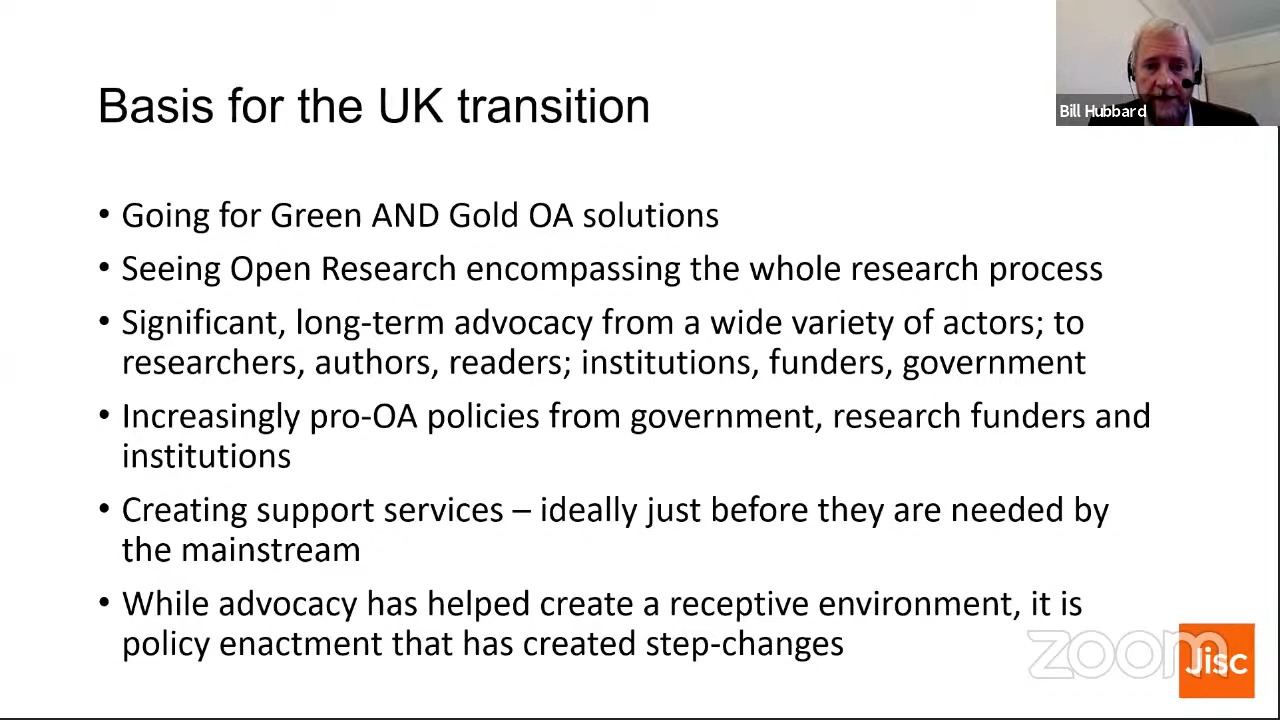 Basis for the UK transition
Bill Hubbard
• Going for Green AND Gold OA solutions
• Seeing Open Research encompassing the whole research process
• Significant, long-term advocacy from a wide variety of actors; to
researchers, authors, readers; institutions, funders, government
• Increasingly pro-OA policies from government, research funders and
institutions
• Creating support services – ideally just before they are needed by
the mainstream
• While advocacy has helped create a receptive environment, it is
policy enactment that has created step-changes
zoom
Jisc